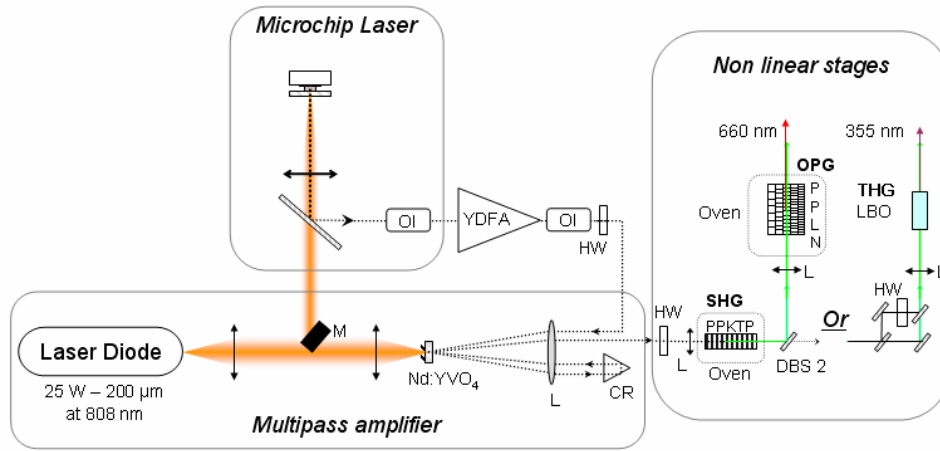 Microchip Laser
Non linear stages
660 nm
355 nm
OPG
P
P
L
N
Oven
THG
LBO
OI
YDFA
OI
HW
L
L
HW
HW
SHG
PPKTP
Or
M
L
Oven
DBS 2
Laser Diode
25 W – 200 µm
at 808 nm
Nd:YVO4
L
CR
Multipass amplifier